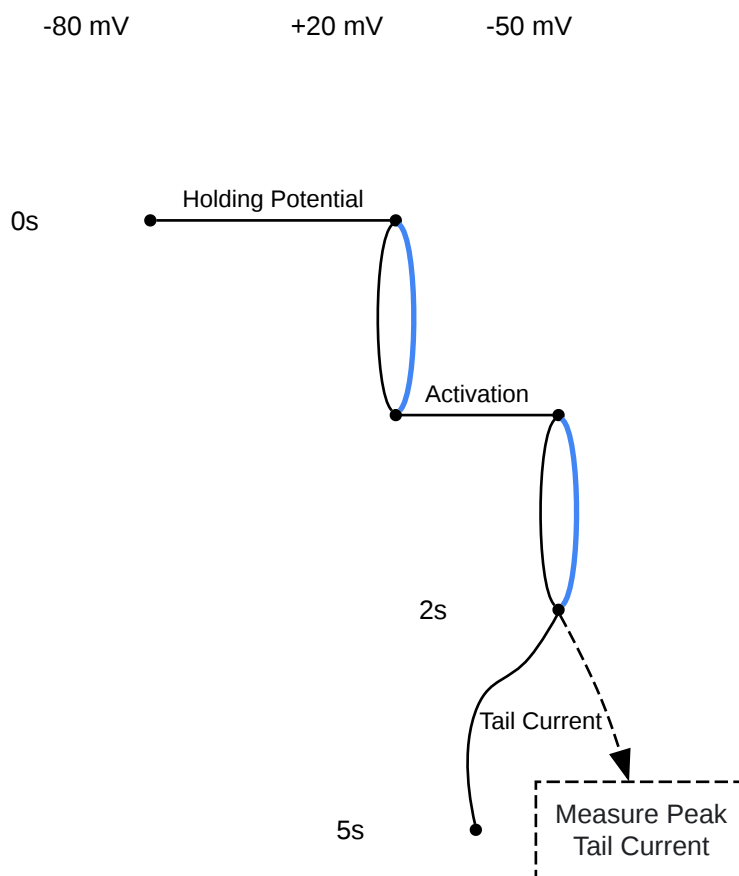 -80 mV
+20 mV
-50 mV
Holding Potential
0s
Activation
2s
Tail Current
Measure Peak
Tail Current
5s